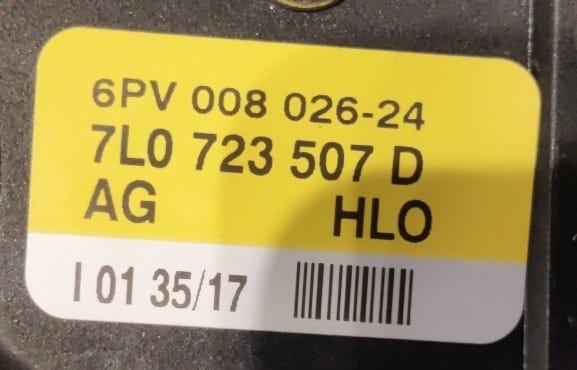 6PV 008 026-24
7L0 723 507 D
AG HLO
I 01 35/17